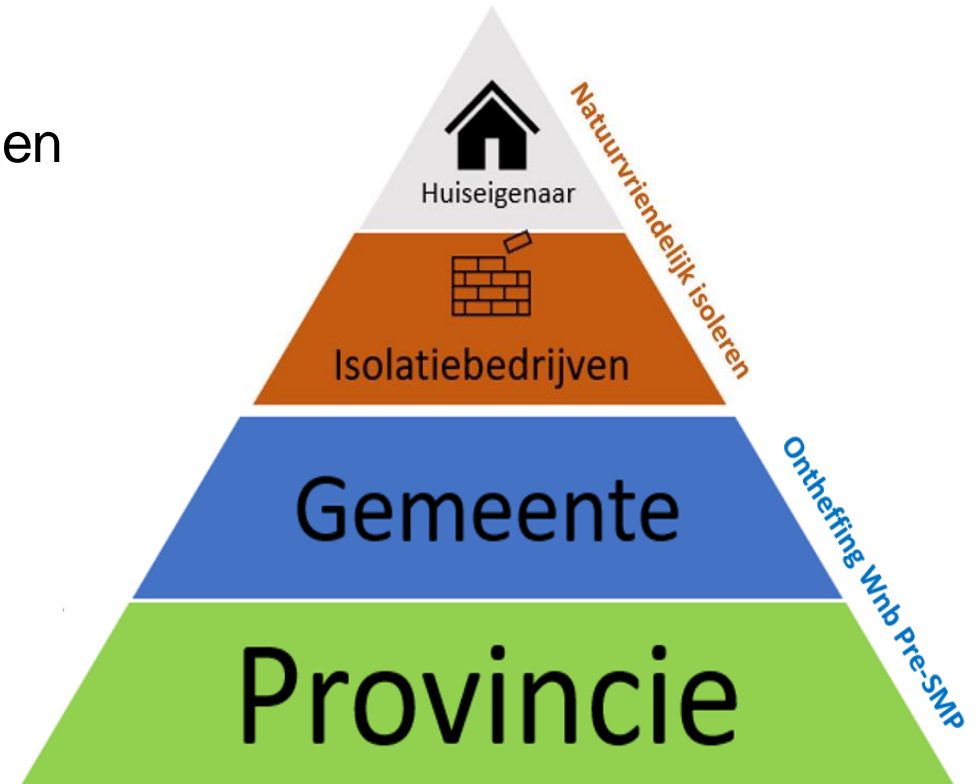 en
Huiseigenaar
Natuurvriendelijk isoleren
Isolatiebedrijven
Gemeente
Ontheffing Wnb Pre-SMP
Provincie